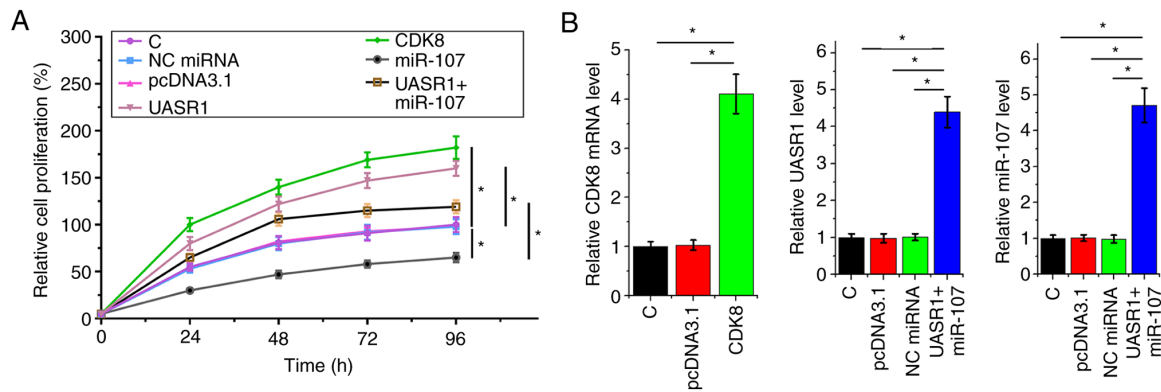 A
Relative cell proliferation (%)
300
250
200
150
100
50
0
C
NC miRNA
pcDNA3.1
UASR1
CDK8
miR-107
UASR1+
miR-107
*
*
*
*
0 24 48 72 96
Time (h)
B
Relative CDK8 mRNA level
5
4
3
2
1
0
*
*
C
pcDNA3.1
CDK8
Relative UASR1 level
6
5
4
3
2
1
0
*
*
*
C
pcDNA3.1
NC miRNA
UASR1+
miR-107
Relative miR-107 level
6
5
4
3
2
1
0
*
*
*
C
pcDNA3.1
NC miRNA
UASR1+
miR-107